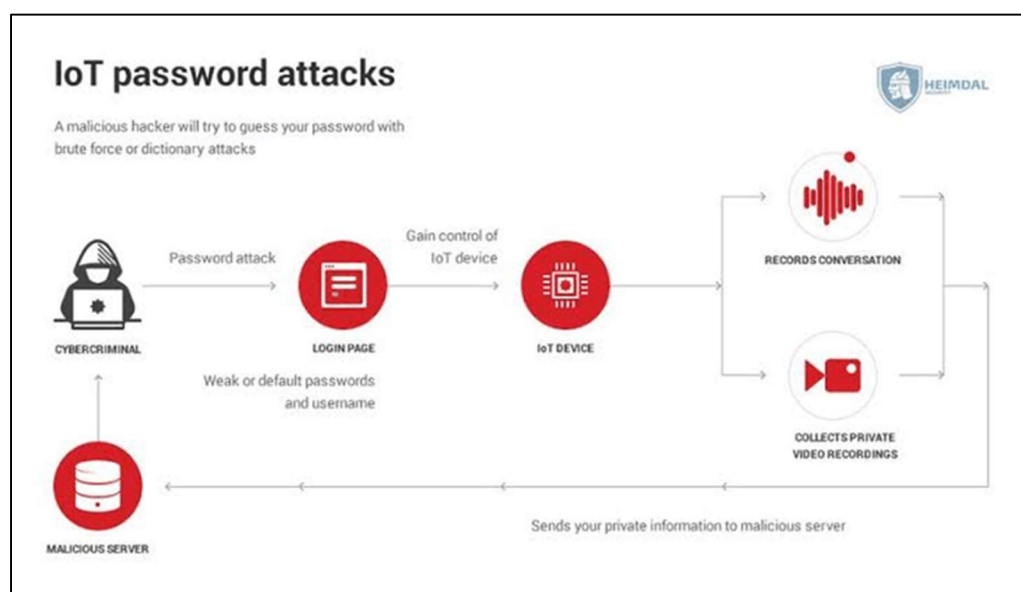 IoT password attacks
HEIMDAL
SECURITY
A malicious hacker will try to guess your password with
brute force or dictionary attacks
Gain control of
IoT device
Password attack
RECORDS CONVERSATION
CYBERCRIMINAL
LOGIN PAGE
IoT DEVICE
Weak or default passwords
and username
COLLECTS PRIVATE
VIDEO RECORDINGS
Sends your private information to malicious server
MALICIOUS SERVER